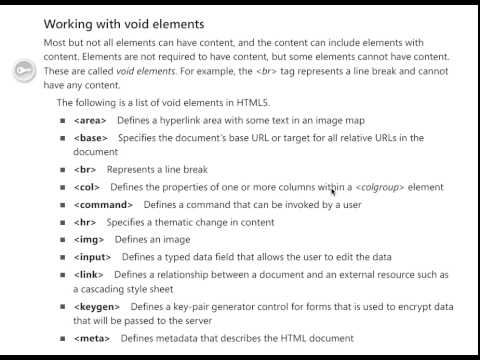 Working with void elements
Most but not all elements can have content, and the content can include elements with
content. Elements are not required to have content, but some elements cannot have content.
These are called void elements. For example, the <br> tag represents a line break and cannot
have any content.
The following is a list of void elements in HTML5.
■ <area> Defines a hyperlink area with some text in an image map
■ <base> Specifies the document's base URL or target for all relative URLs in the
document
■ <br> Represents a line break
■ <col> Defines the properties of one or more columns within a <colgroup> element
■ <command> Defines a command that can be invoked by a user
■ <hr> Specifies a thematic change in content
■ <img> Defines an image
■ <input> Defines a typed data field that allows the user to edit the data
■ <link> Defines a relationship between a document and an external resource such as
a cascading style sheet
■ <keygen> Defines a key-pair generator control for forms that is used to encrypt data
that will be passed to the server
■ <meta> Defines metadata that describes the HTML document